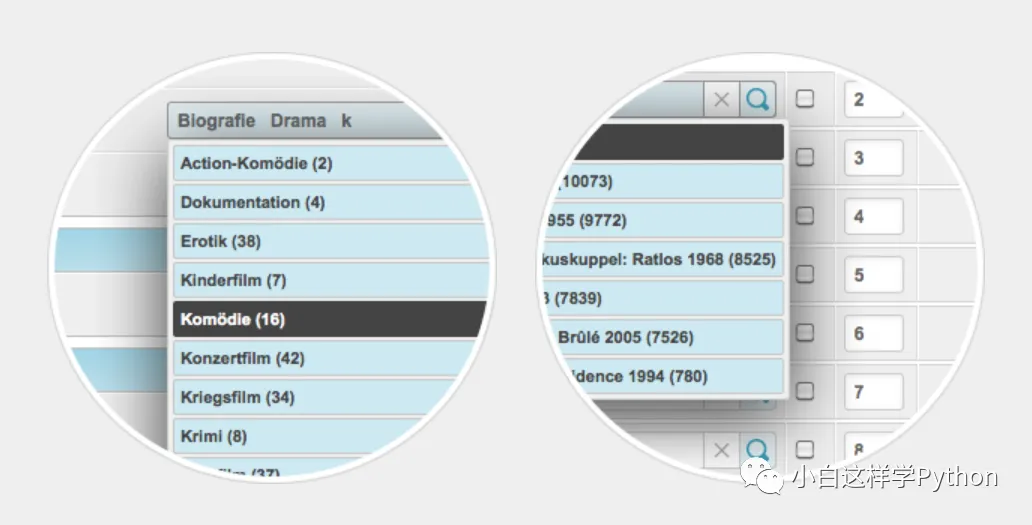 Biografie Drama k
Action-Komödie (2)
Dokumentation (4)
Erotik (38)
Kinderfilm (7)
Komödie (16)
Konzertfilm (42)
Kriegsfilm (34)
Krimi (8)
(37)
2
(10073)
3
955 (9772)
4
kuskuppel: Ratlos 1968 (8525)
5
(7839)
6
Brûlé 2005 (7526)
idence 1994 (780)
7
8
小白这样学Python